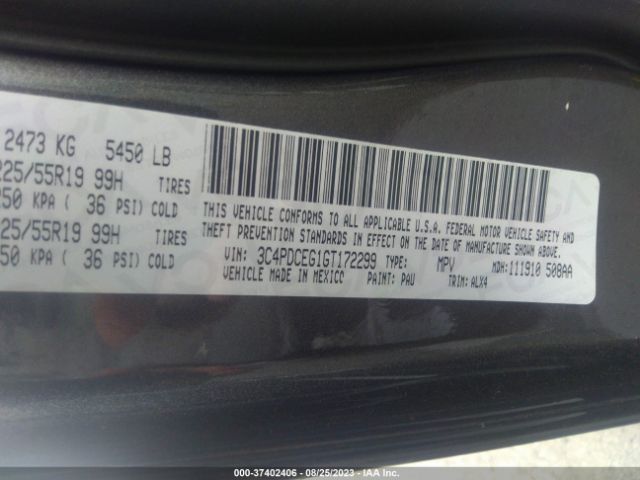 2473 KG 5450 LB
225/55R19 99H TIRES
250 KPA ( 36 PSI) COLD
225/55R19 99H TIRES
250 KPA ( 36 PSI) COLD
THIS VEHICLE CONFORMS TO ALL APPLICABLE U.S.A. FEDERAL MOTOR VEHICLE SAFETY AND
THEFT PREVENTION STANDARDS IN EFFECT ON THE DATE OF MANUFACTURE SHOWN ABOVE.
VIN: 3C4PDCEG1GT172299 TYPE: MPV MDH: 111910 508AA
VEHICLE MADE IN MEXICO PAINT: PAU TRIM: ALX4
000-37402406 - 08/25/2023 - IAA Inc.